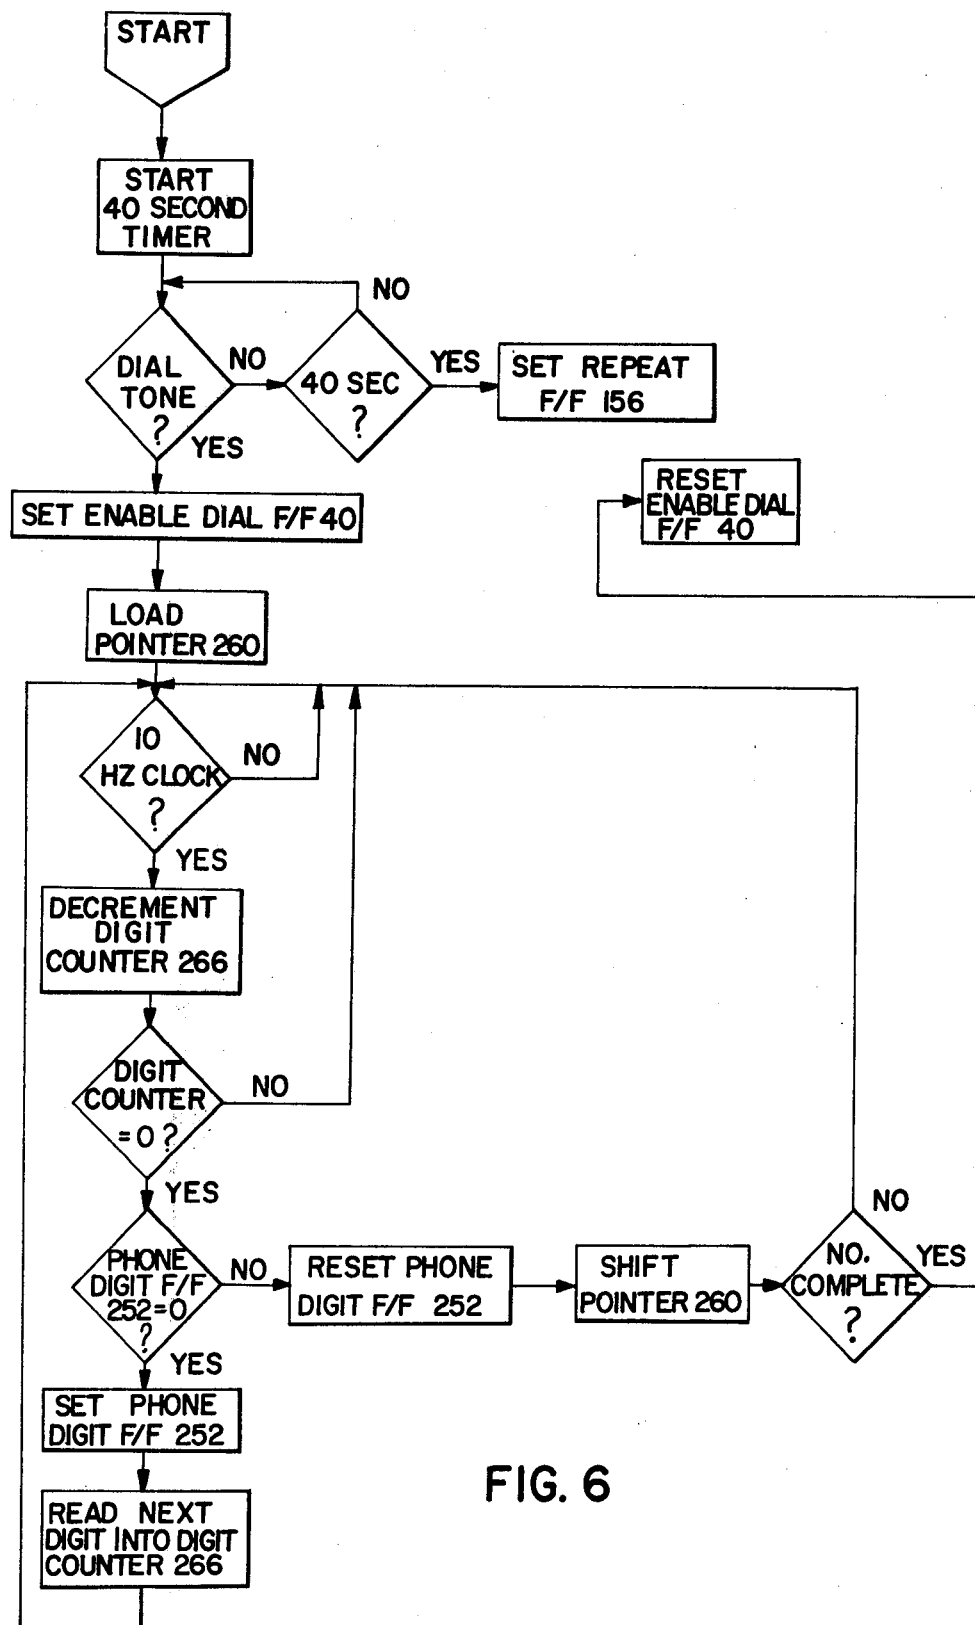 START
START
40 SECOND
TIMER
NO
DIAL
TONE
?
NO
40 SEC
?
YES
SET REPEAT
F/F 156
YES
RESET
ENABLE DIAL
F/F 40
SET ENABLE DIAL F/F 40
LOAD
POINTER 260
10
HZ CLOCK
?
NO
YES
DECREMENT
DIGIT
COUNTER 266
DIGIT
COUNTER
=0 ?
NO
YES
PHONE
DIGIT F/F
252=0
?
NO
RESET PHONE
DIGIT F/F 252
SHIFT
POINTER 260
NO.
COMPLETE
?
NO
YES
YES
SET PHONE
DIGIT F/F 252
READ NEXT
DIGIT INTO DIGIT
COUNTER 266
FIG. 6